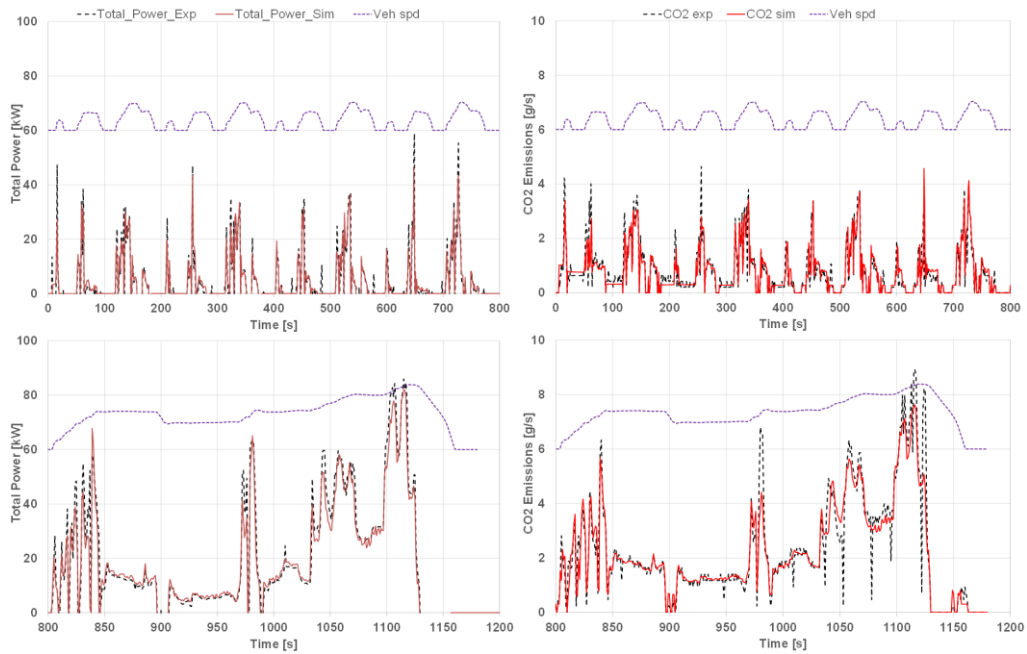 Total_Power_Exp Total_Power_Sim Veh spd
100
80
60
40
20
0
Total Power [kW]
0 100 200 300 400 500 600 700 800
Time [s]
CO2 exp CO2 sim Veh spd
10
8
6
4
2
0
CO2 Emissions [g/s]
0 100 200 300 400 500 600 700 800
Time [s]
100
80
60
40
20
0
Total Power [kW]
800 850 900 950 1000 1050 1100 1150 1200
Time [s]
10
8
6
4
2
0
CO2 Emissions [g/s]
800 850 900 950 1000 1050 1100 1150 1200
Time [s]